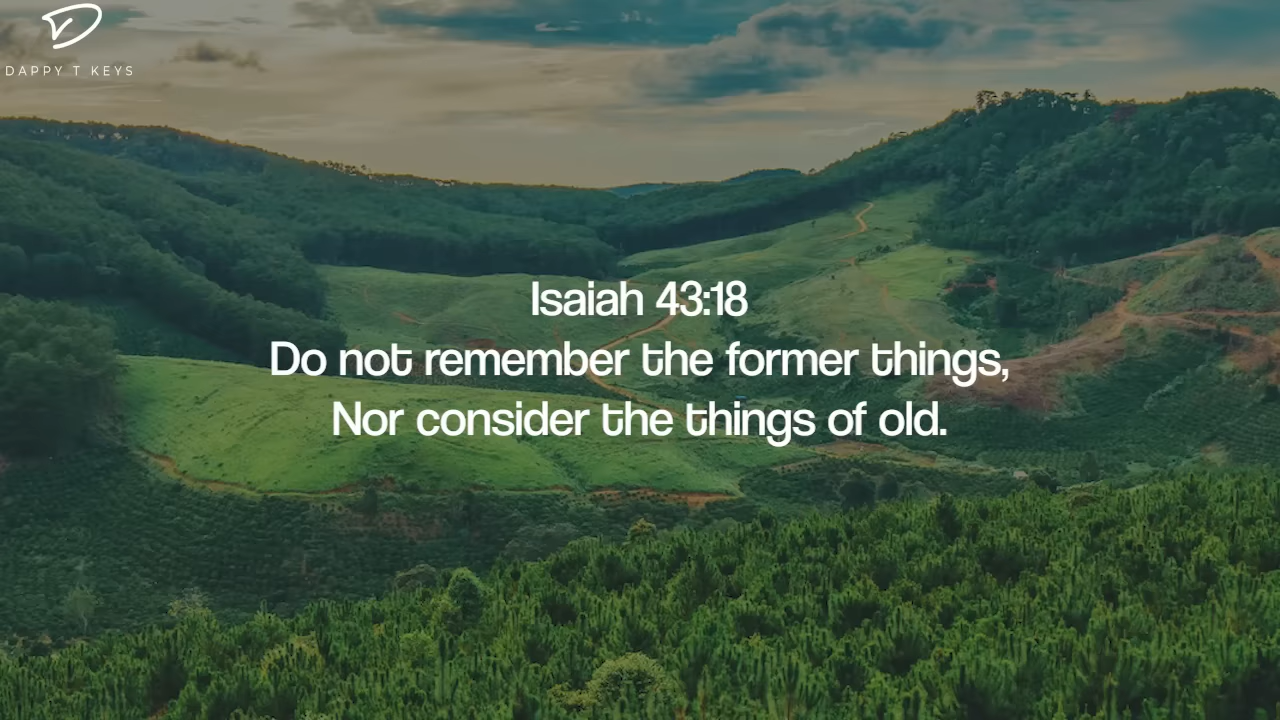 DAPPY T KEYS
Isaiah 43:18
Do not remember the former things,
Nor consider the things of old.